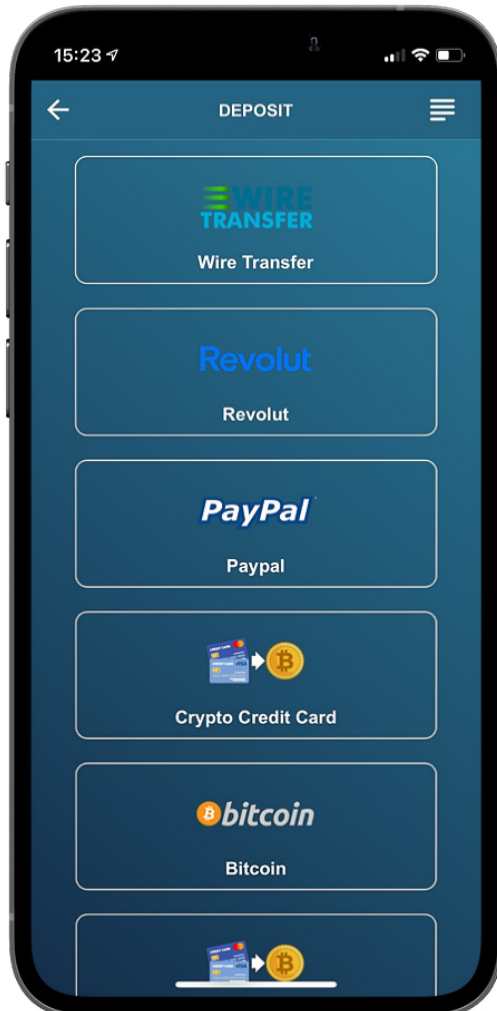 15:23
DEPOSIT
WIRE
TRANSFER
Wire Transfer
Revolut
Revolut
PayPal
Paypal
Crypto Credit Card
bitcoin
Bitcoin